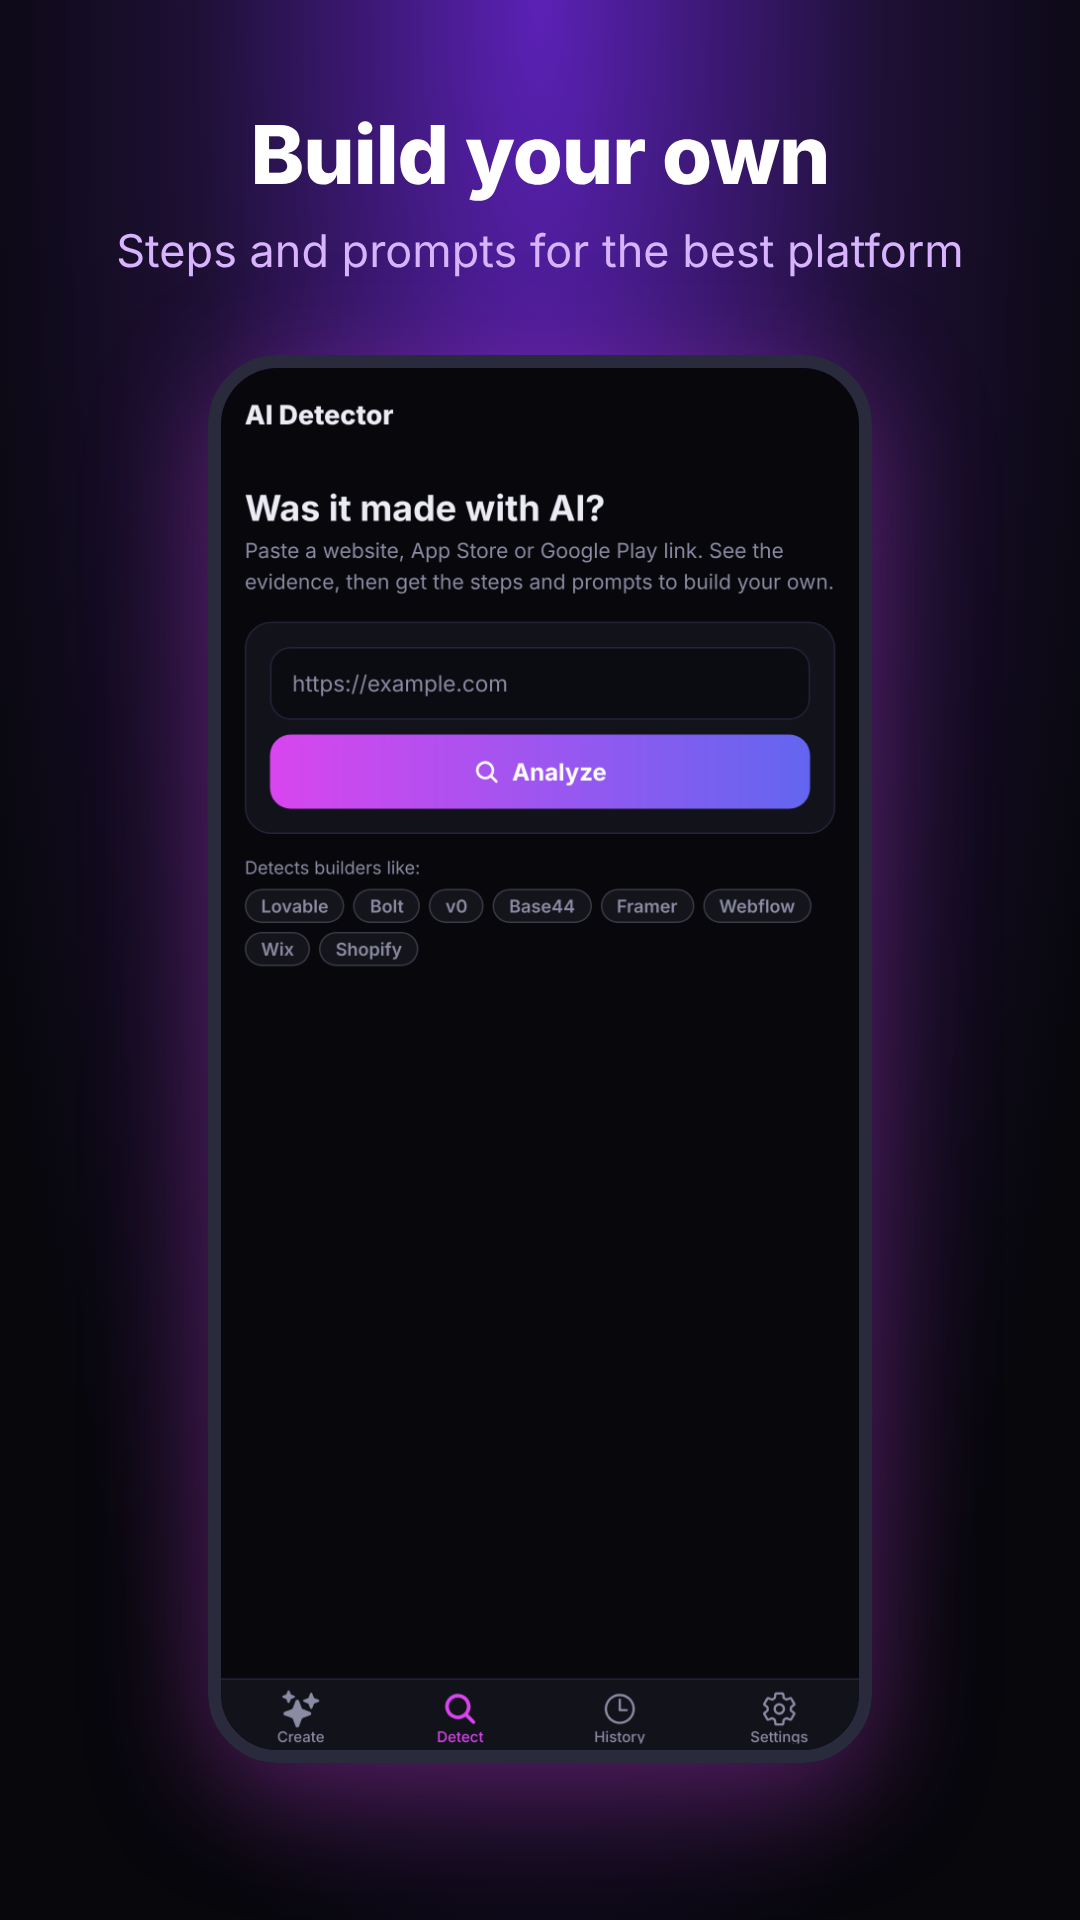 Build your own
Steps and prompts for the best platform
AI Detector
Was it made with AI?
Paste a website, App Store or Google Play link. See the
evidence, then get the steps and prompts to build your own.
https://example.com
Analyze
Detects builders like:
Lovable Bolt v0 Base44 Framer Webflow
Wix Shopify
Create Detect History Settings